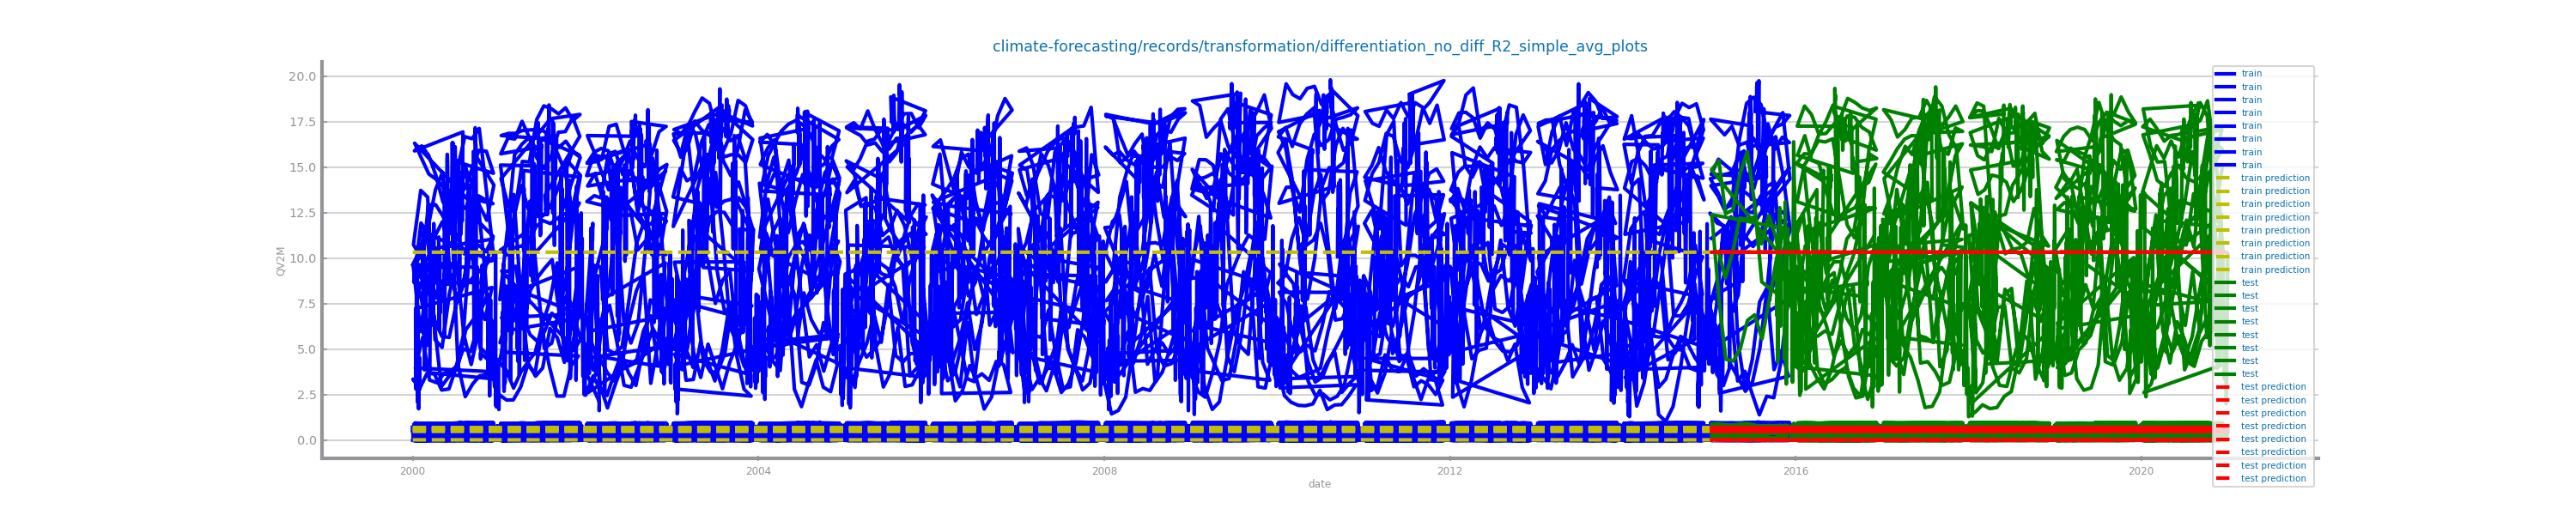 climate-forecasting/records/transformation/differentiation_no_diff_R2_simple_avg_plots
20.0
17.5
15.0
12.5
10.0
7.5
5.0
2.5
0.0
QV2M
2000
2004
2008
2012
2016
2020
date
train
train
train
train
train
train
train
train
train prediction
train prediction
train prediction
train prediction
train prediction
train prediction
train prediction
train prediction
test
test
test
test
test
test
test
test
test prediction
test prediction
test prediction
test prediction
test prediction
test prediction
test prediction
test prediction